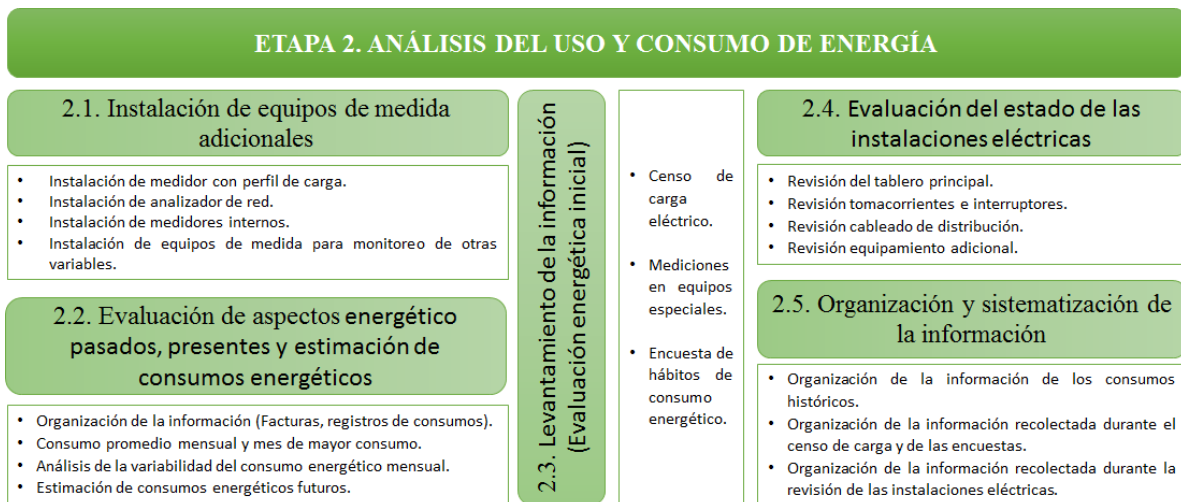 ETAPA 2. ANÁLISIS DEL USO Y CONSUMO DE ENERGÍA
2.1. Instalación de equipos de medida
adicionales
• Instalación de medidor con perfil de carga.
• Instalación de analizador de red.
• Instalación de medidores internos.
• Instalación de equipos de medida para monitoreo de otras
variables.
2.2. Evaluación de aspectos energético
pasados, presentes y estimación de
consumos energéticos
• Organización de la información (Facturas, registros de consumos).
• Consumo promedio mensual y mes de mayor consumo.
• Análisis de la variabilidad del consumo energético mensual.
• Estimación de consumos energéticos futuros.
2.3. Levantamiento de la información
(Evaluación energética inicial)
• Censo de
carga
eléctrico.
• Mediciones
en equipos
especiales.
• Encuesta de
hábitos de
consumo
energético.
2.4. Evaluación del estado de las
instalaciones eléctricas
• Revisión del tablero principal.
• Revisión tomacorrientes e interruptores.
• Revisión cableado de distribución.
• Revisión equipamiento adicional.
2.5. Organización y sistematización de
la información
• Organización de la información de los consumos
históricos.
• Organización de la información recolectada durante el
censo de carga y de las encuestas.
• Organización de la información recolectada durante la
revisión de las instalaciones eléctricas.